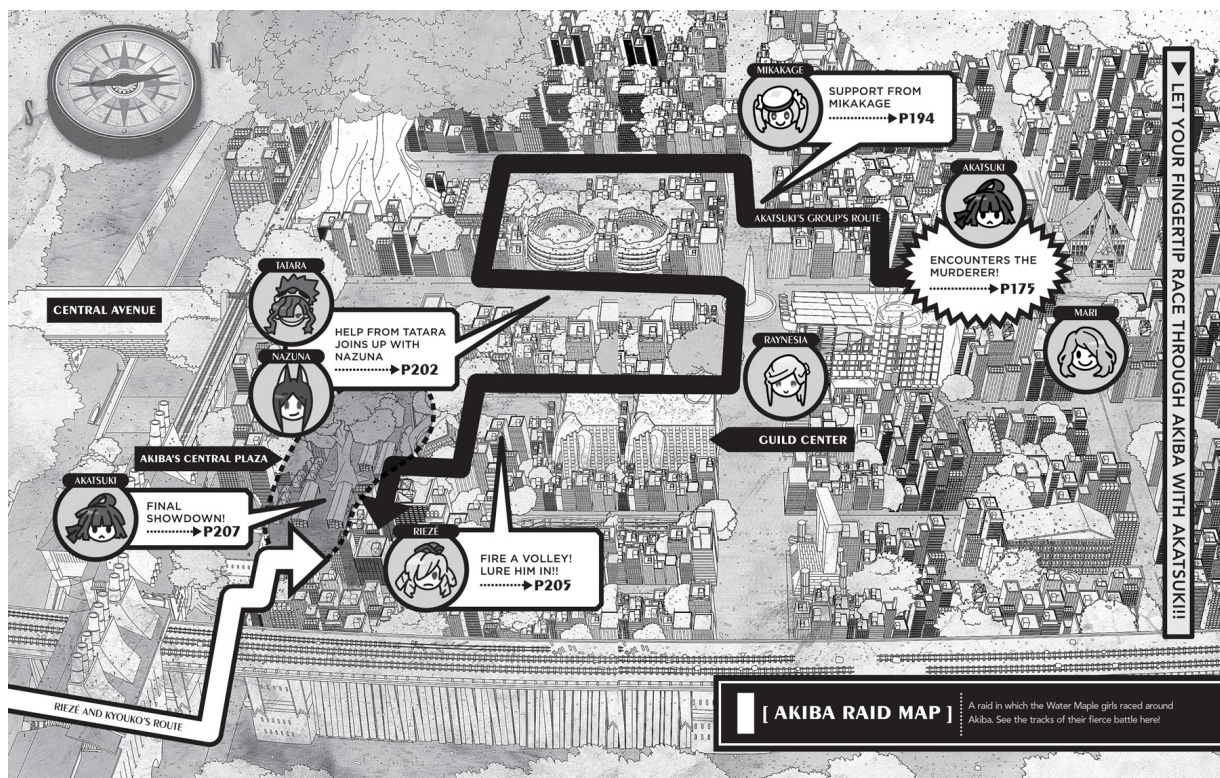 N
S
MIKAKAGE
SUPPORT FROM
MIKAKAGE
P194
AKATSUKI
AKATSUKI'S GROUP'S ROUTE
ENCOUNTERS THE
MURDERER!
P175
TATARA
CENTRAL AVENUE
HELP FROM TATARA
JOINS UP WITH
NAZUNA
P202
NAZUNA
MARI
RAYNESIA
GUILD CENTER
AKIBA'S CENTRAL PLAZA
AKATSUKI
FINAL
SHOWDOWN!
P207
RIEZÉ
FIRE A VOLLEY!
LURE HIM IN!!
P205
RIEZÉ AND KYOUKO'S ROUTE
LET YOUR FINGERTIP RACE THROUGH AKIBA WITH AKATSUKI!!!
[ AKIBA RAID MAP ]
A raid in which the Water Maple girls raced around
Akiba. See the tracks of their fierce battle here!